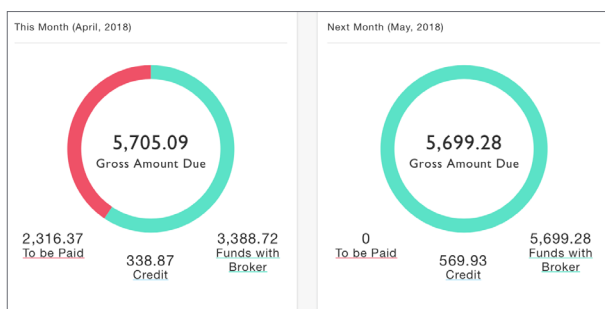 This Month (April, 2018)
5,705.09
Gross Amount Due
2,316.37
To be Paid
338.87
Credit
3,388.72
Funds with
Broker
Next Month (May, 2018)
5,699.28
Gross Amount Due
0
To be Paid
569.93
Credit
5,699.28
Funds with
Broker